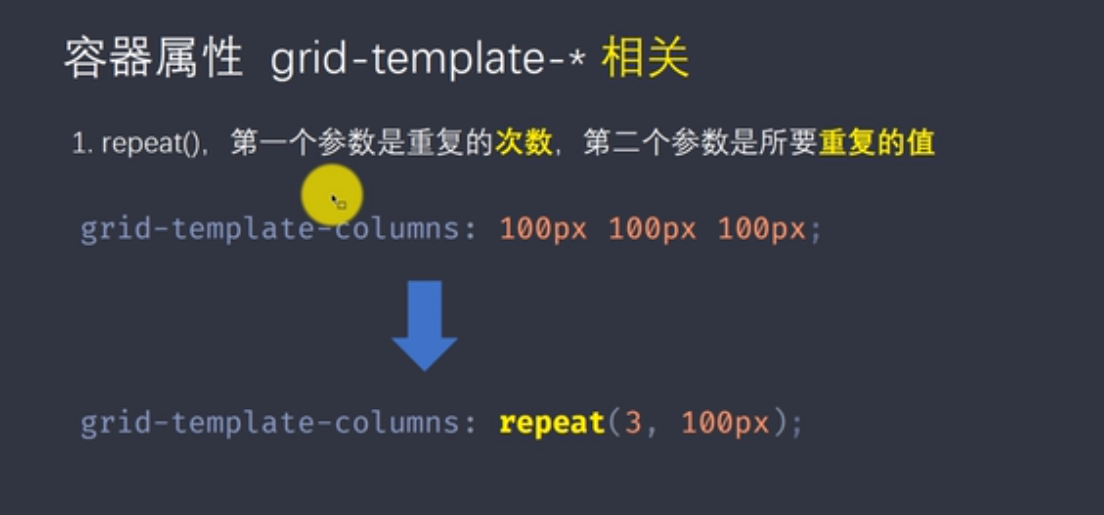 容器属性 grid-template-* 相关
1. repeat(),第一个参数是重复的次数,第二个参数是所要重复的值
grid-template-columns: 100px 100px 100px;
grid-template-columns: repeat(3, 100px);